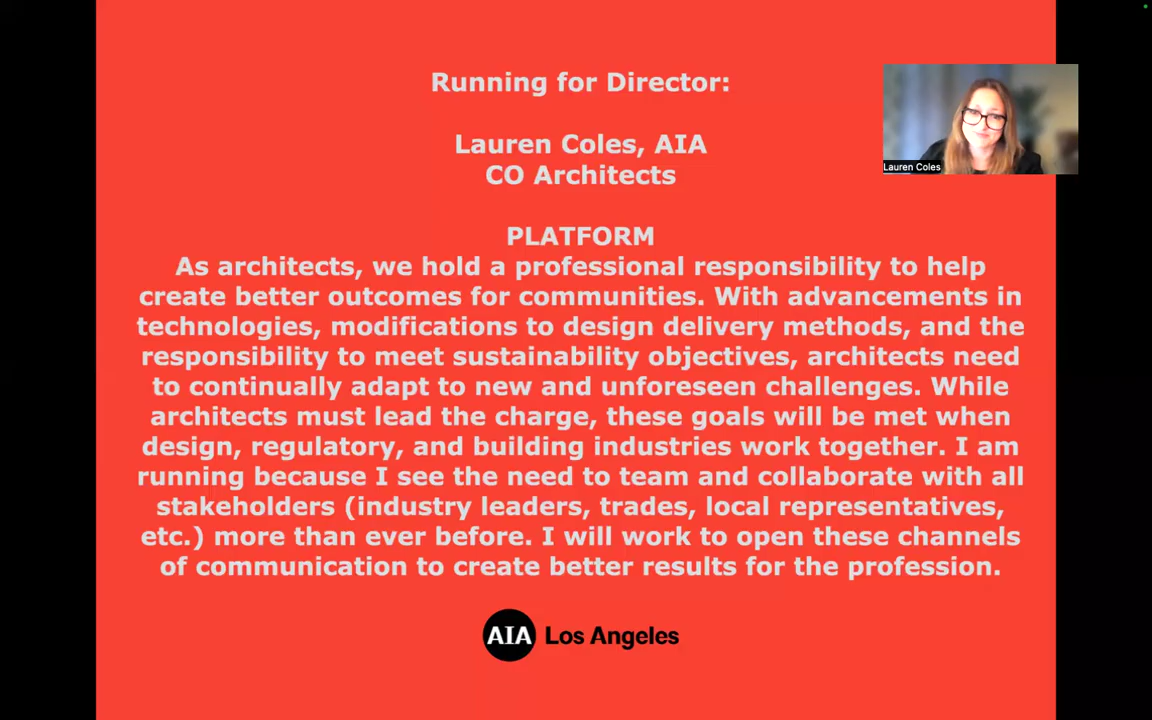 Running for Director:
Lauren Coles, AIA
CO Architects
PLATFORM
As architects, we hold a professional responsibility to help
create better outcomes for communities. With advancements in
technologies, modifications to design delivery methods, and the
responsibility to meet sustainability objectives, architects need
to continually adapt to new and unforeseen challenges. While
architects must lead the charge, these goals will be met when
design, regulatory, and building industries work together. I am
running because I see the need to team and collaborate with all
stakeholders (industry leaders, trades, local representatives,
etc.) more than ever before. I will work to open these channels
of communication to create better results for the profession.
AIA Los Angeles
Lauren Coles